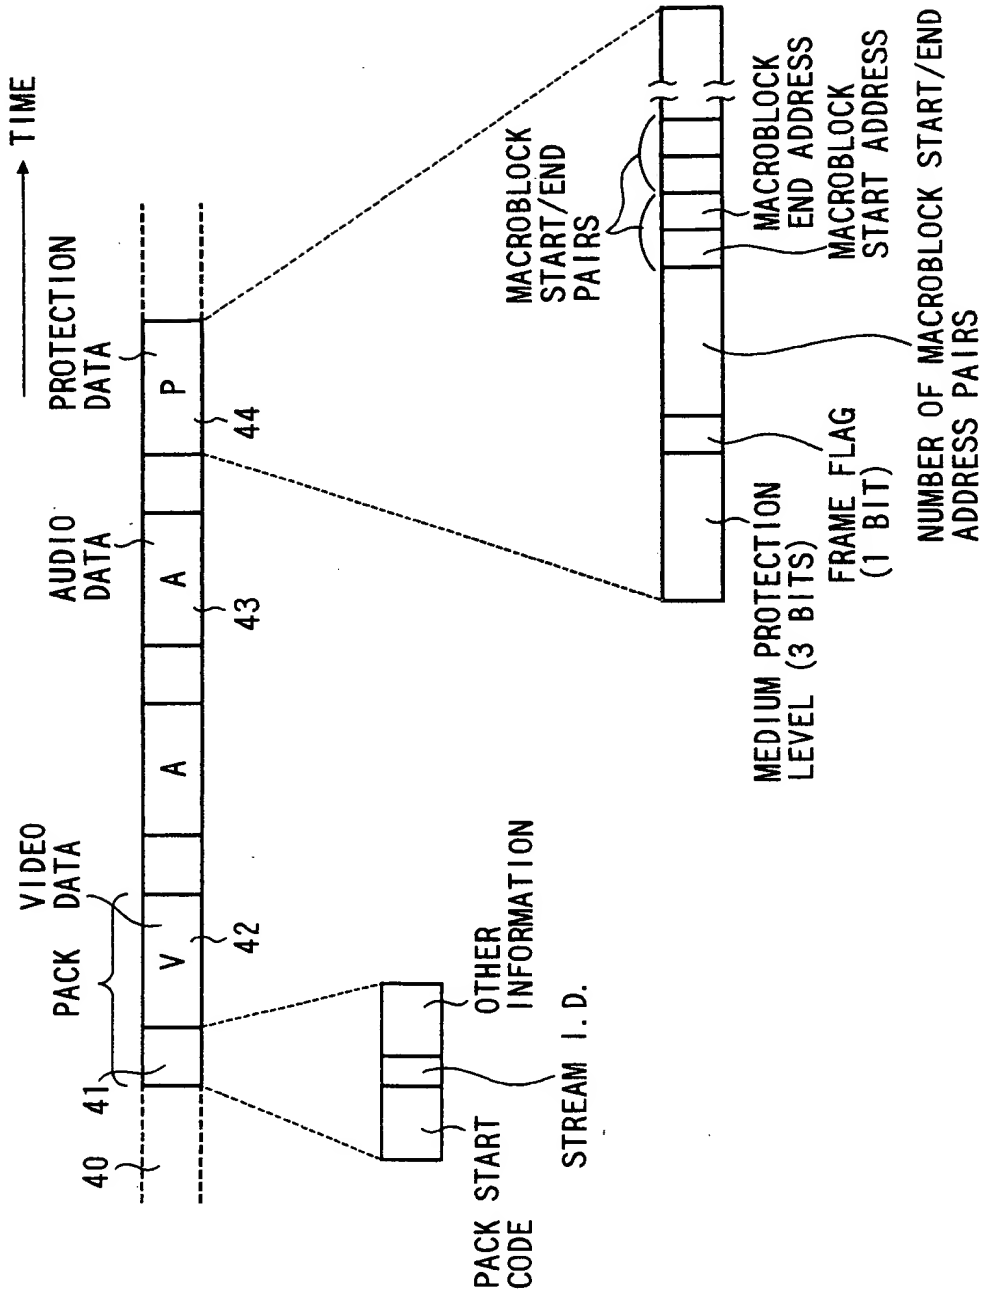 TIME
PROTECTION
DATA
AUDIO
DATA
VIDEO
DATA
PACK
40
41
V
42
A
A
43
P
44
PACK START
CODE
STREAM I.D.
OTHER
INFORMATION
MACROBLOCK
START/END
PAIRS
MEDIUM PROTECTION
LEVEL (3 BITS)
FRAME FLAG
(1 BIT)
NUMBER OF MACROBLOCK START/END
ADDRESS PAIRS
MACROBLOCK
START ADDRESS
MACROBLOCK
END ADDRESS